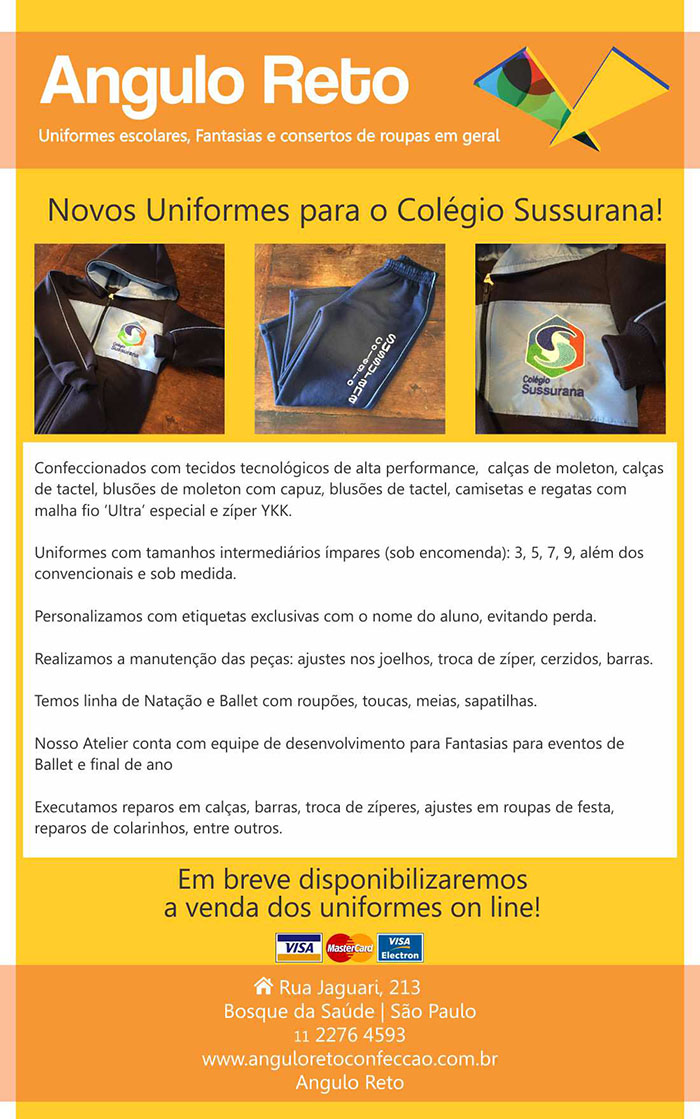 Angulo Reto
Uniformes escolares, Fantasias e consertos de roupas em geral
Novos Uniformes para o Colégio Sussurana!
Colégio
Sussurana
Colégio
Sussurana
Colégio
Sussurana
Confeccionados com tecidos tecnológicos de alta performance,  calças de moleton, calças
de tactel, blusões de moleton com capuz, blusões de tactel, camisetas e regatas com
malha fio ‘Ultra’ especial e zíper YKK.
Uniformes com tamanhos intermediários ímpares (sob encomenda): 3, 5, 7, 9, além dos
convencionais e sob medida.
Personalizamos com etiquetas exclusivas com o nome do aluno, evitando perda.
Realizamos a manutenção das peças: ajustes nos joelhos, troca de zíper, cerzidos, barras.
Temos linha de Natação e Ballet com roupões, toucas, meias, sapatilhas.
Nosso Atelier conta com equipe de desenvolvimento para Fantasias para eventos de
Ballet e final de ano
Executamos reparos em calças, barras, troca de zíperes, ajustes em roupas de festa,
reparos de colarinhos, entre outros.
Em breve disponibilizaremos
a venda dos uniformes on line!
VISA MasterCard VISA
Electron
Rua Jaguari, 213
Bosque da Saúde | São Paulo
11 2276 4593
www.anguloretoconfeccao.com.br
Angulo Reto